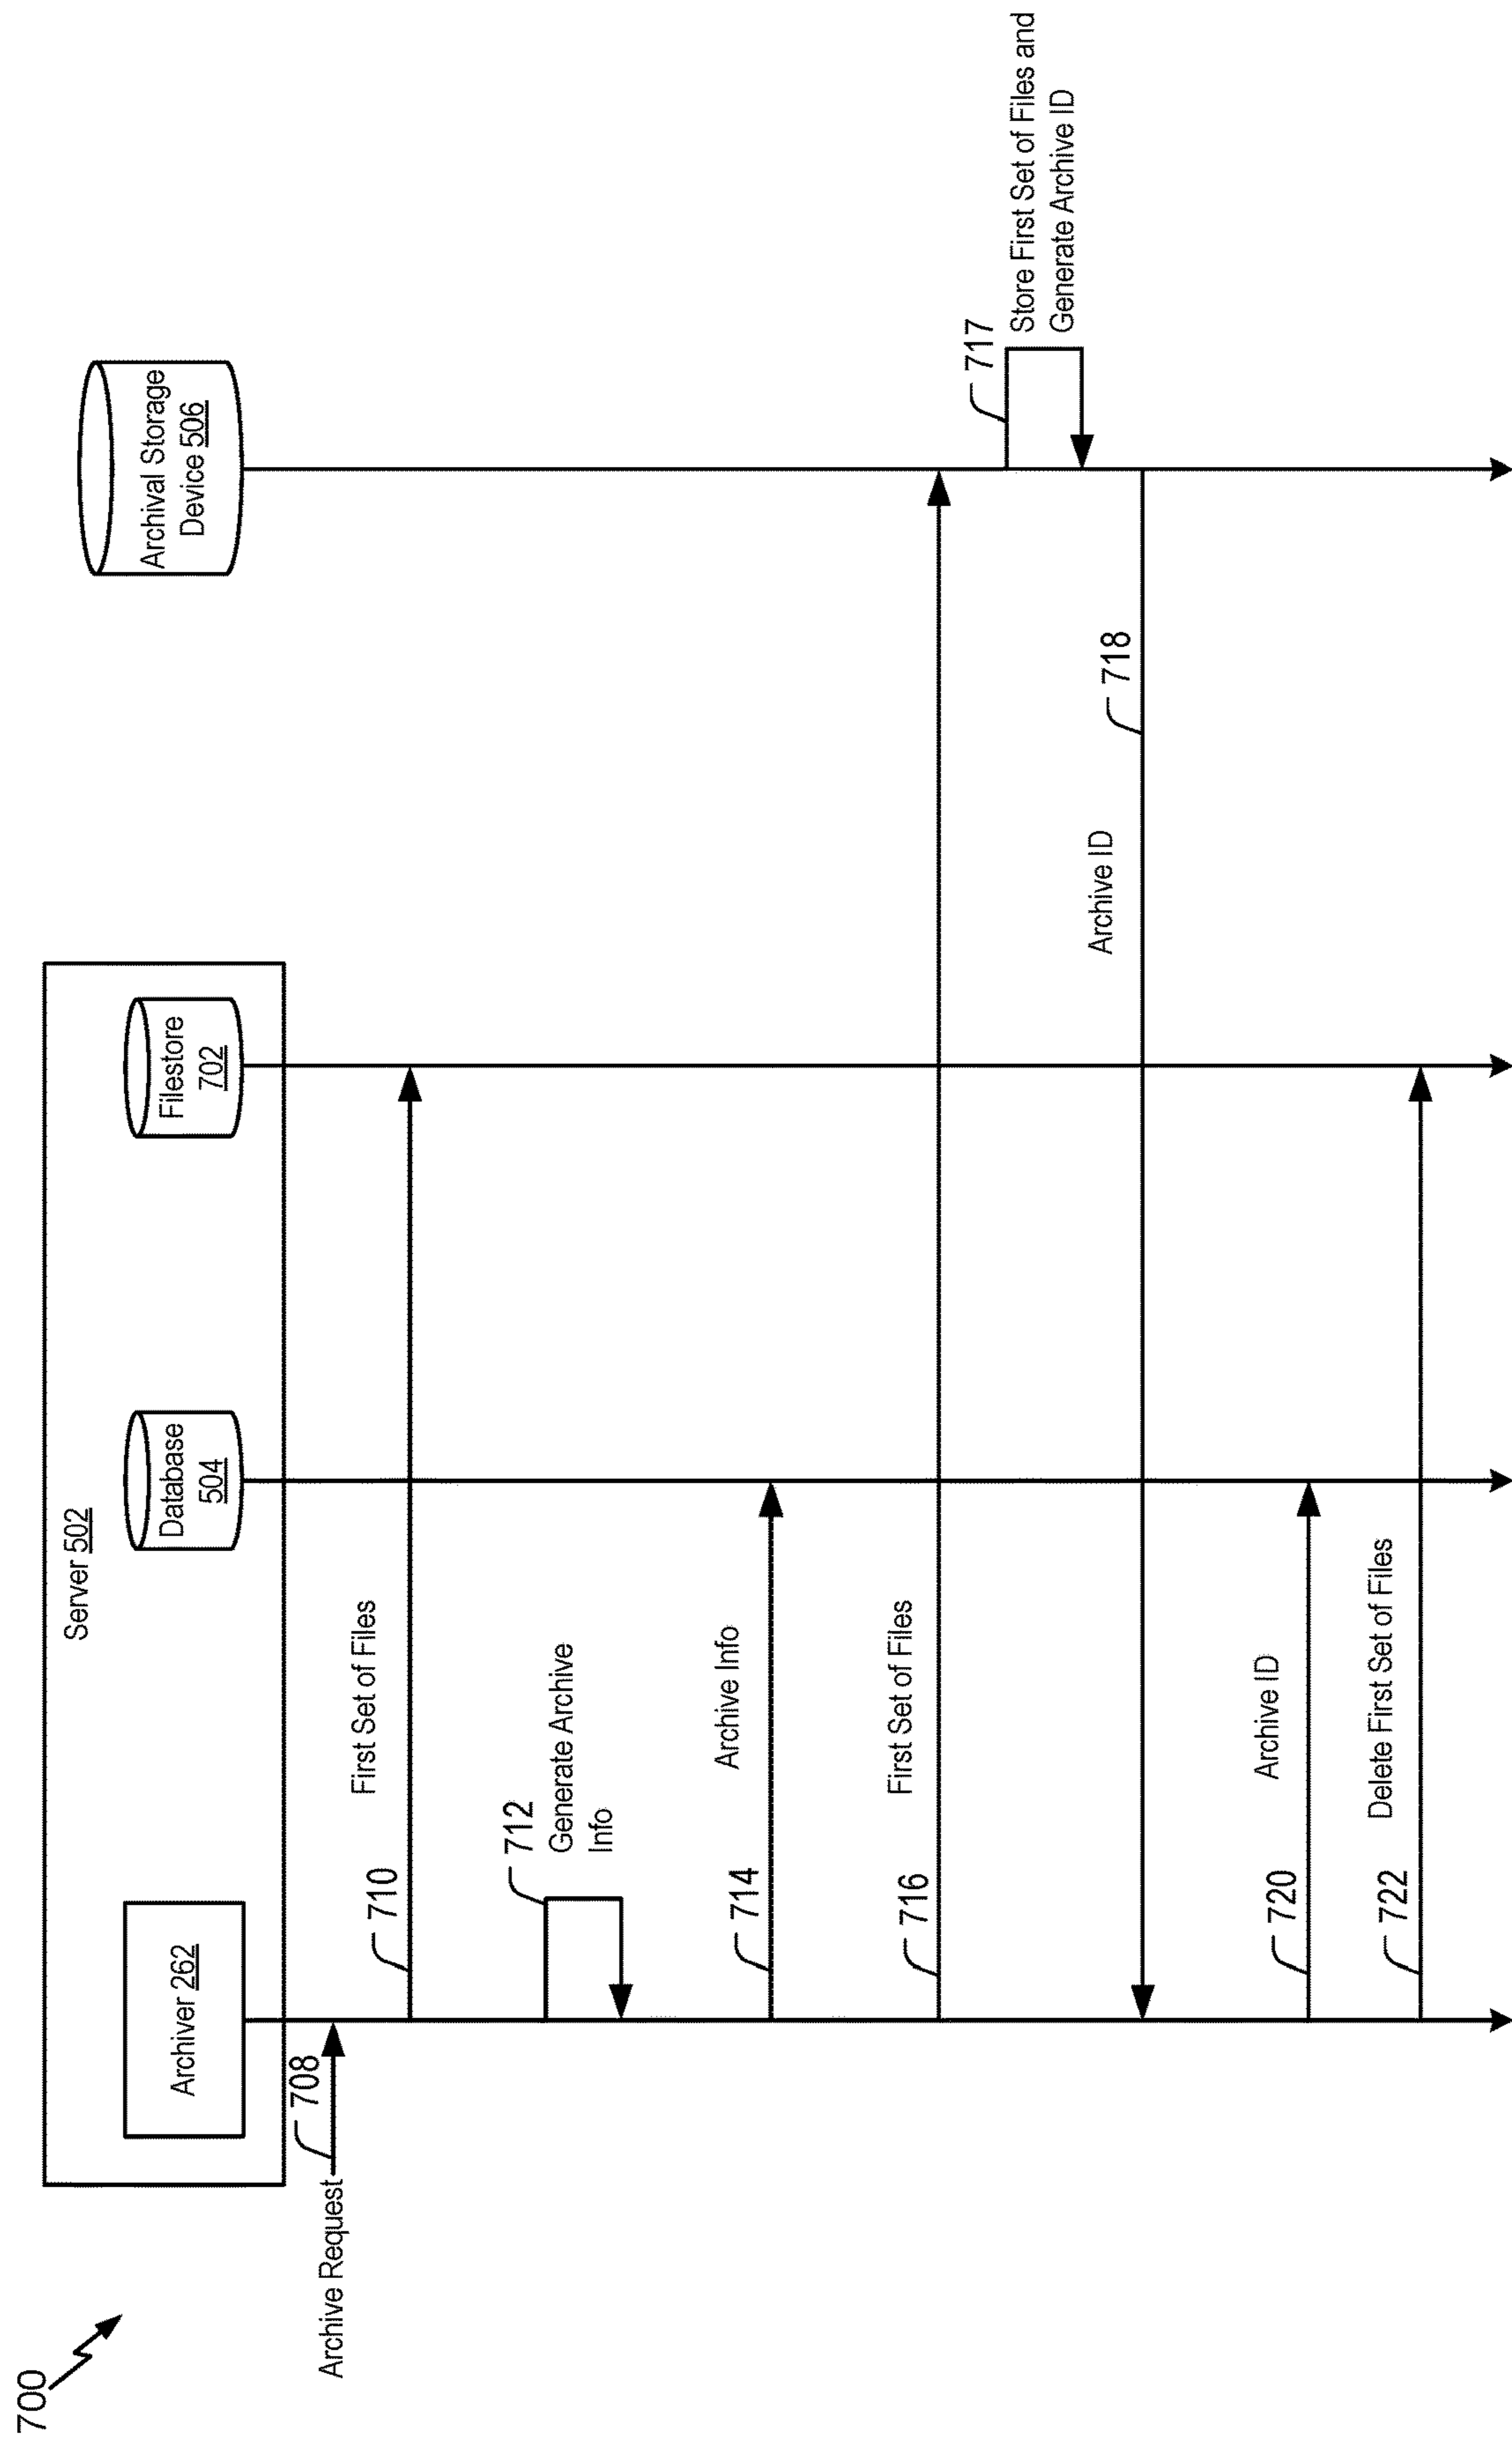 700
Server 502
Archiver 262
Database
504
Filestore
702
Archival Storage
Device 506
Archive Request
708
710
First Set of Files
712
Generate Archive
Info
714
Archive Info
716
First Set of Files
717
Store First Set of Files and
Generate Archive ID
Archive ID
718
720
Archive ID
722
Delete First Set of Files